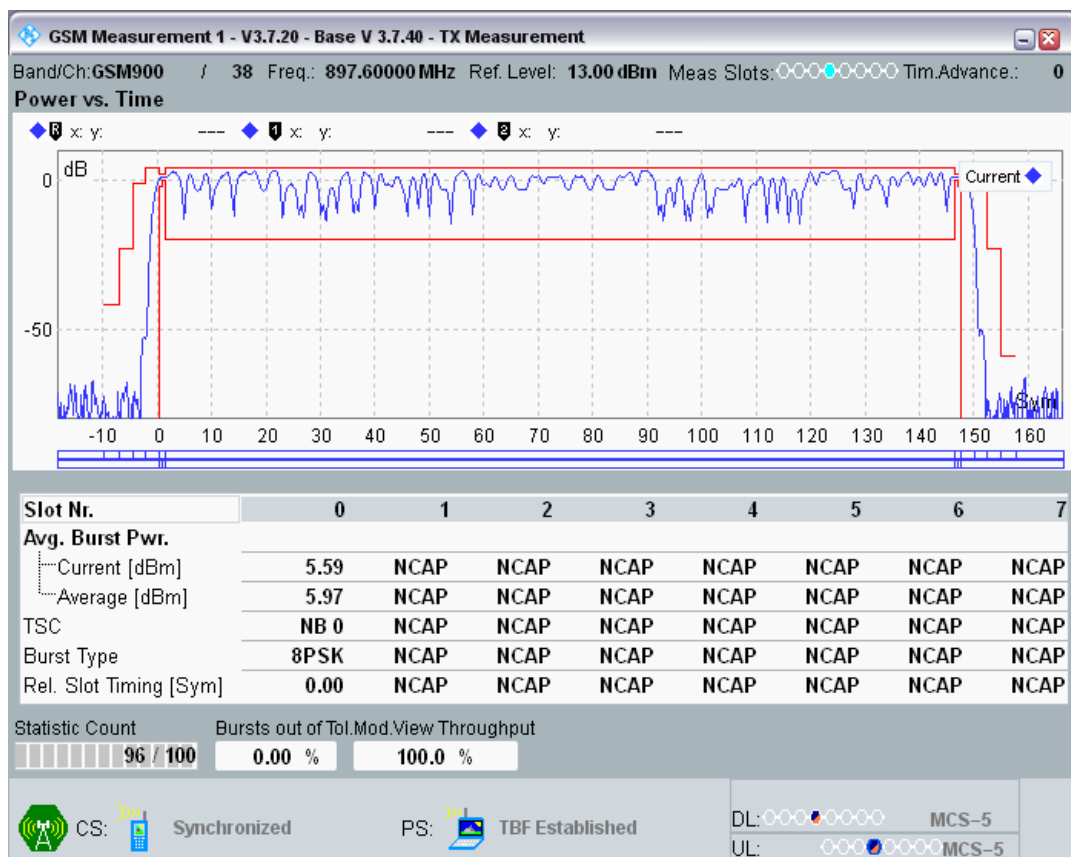 GSM Measurement 1 - V3.7.20 - Base V 3.7.40 - TX Measurement
Band/Ch:GSM900 / 38 Freq.: 897.60000 MHz Ref. Level: 13.00 dBm Meas Slots: Tim.Advance.: 0
Power vs. Time
R x: y: --- 1 x: y: --- 2 x: y: ---
dB
Current
0
-50
Sym
-10 0 10 20 30 40 50 60 70 80 90 100 110 120 130 140 150 160
Slot Nr. 0 1 2 3 4 5 6 7
Avg. Burst Pwr.
Current [dBm] 5.59 NCAP NCAP NCAP NCAP NCAP NCAP NCAP
Average [dBm] 5.97 NCAP NCAP NCAP NCAP NCAP NCAP NCAP
TSC NB 0 NCAP NCAP NCAP NCAP NCAP NCAP NCAP
Burst Type 8PSK NCAP NCAP NCAP NCAP NCAP NCAP NCAP
Rel. Slot Timing [Sym] 0.00 NCAP NCAP NCAP NCAP NCAP NCAP NCAP
Statistic Count Bursts out of Tol. Mod.View Throughput
96 / 100 0.00 % 100.0 %
CS: Synchronized PS: TBF Established DL: MCS-5
UL: MCS-5